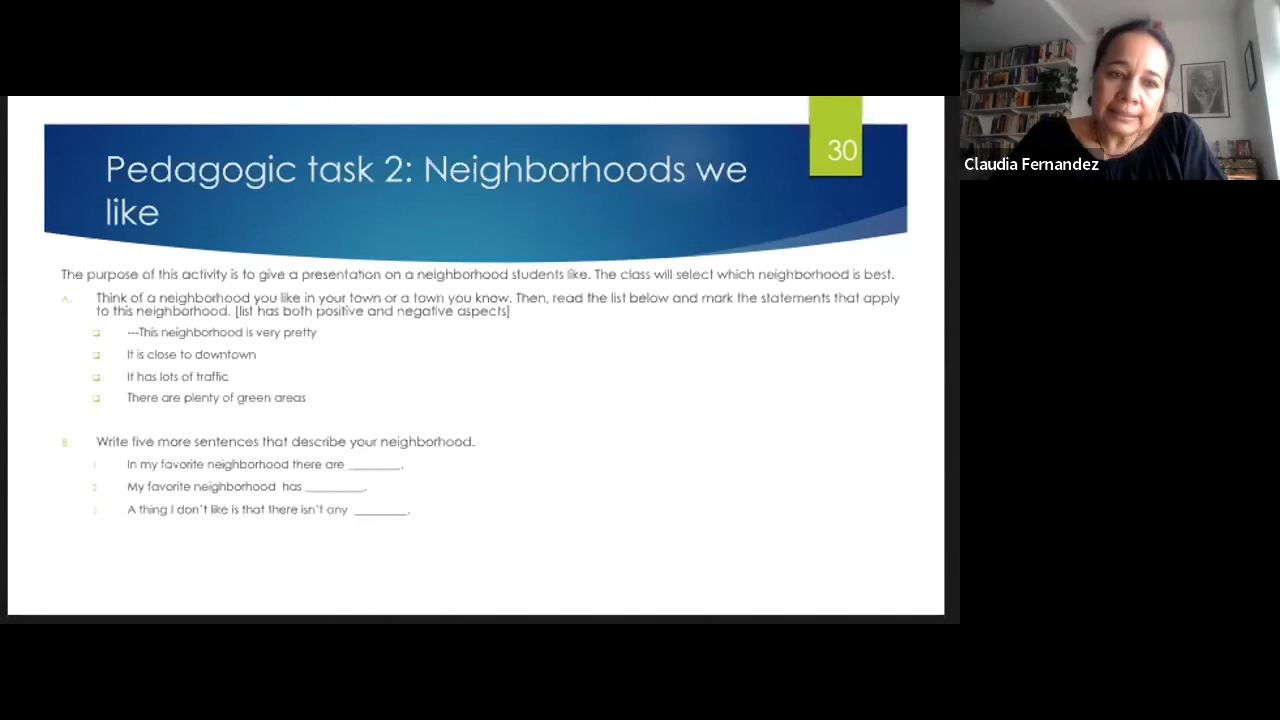 30
Pedagogic task 2: Neighborhoods we
like
The purpose of this activity is to give a presentation on a neighborhood students like. The class will select which neighborhood is best.
A. Think of a neighborhood you like in your town or a town you know. Then, read the list below and mark the statements that apply
to this neighborhood. [list has both positive and negative aspects]
---This neighborhood is very pretty
It is close to downtown
It has lots of traffic
There are plenty of green areas
B. Write five more sentences that describe your neighborhood.
1 In my favorite neighborhood there are ________.
2 My favorite neighborhood has _________.
3 A thing I don't like is that there isn't any ________.
Claudia Fernandez